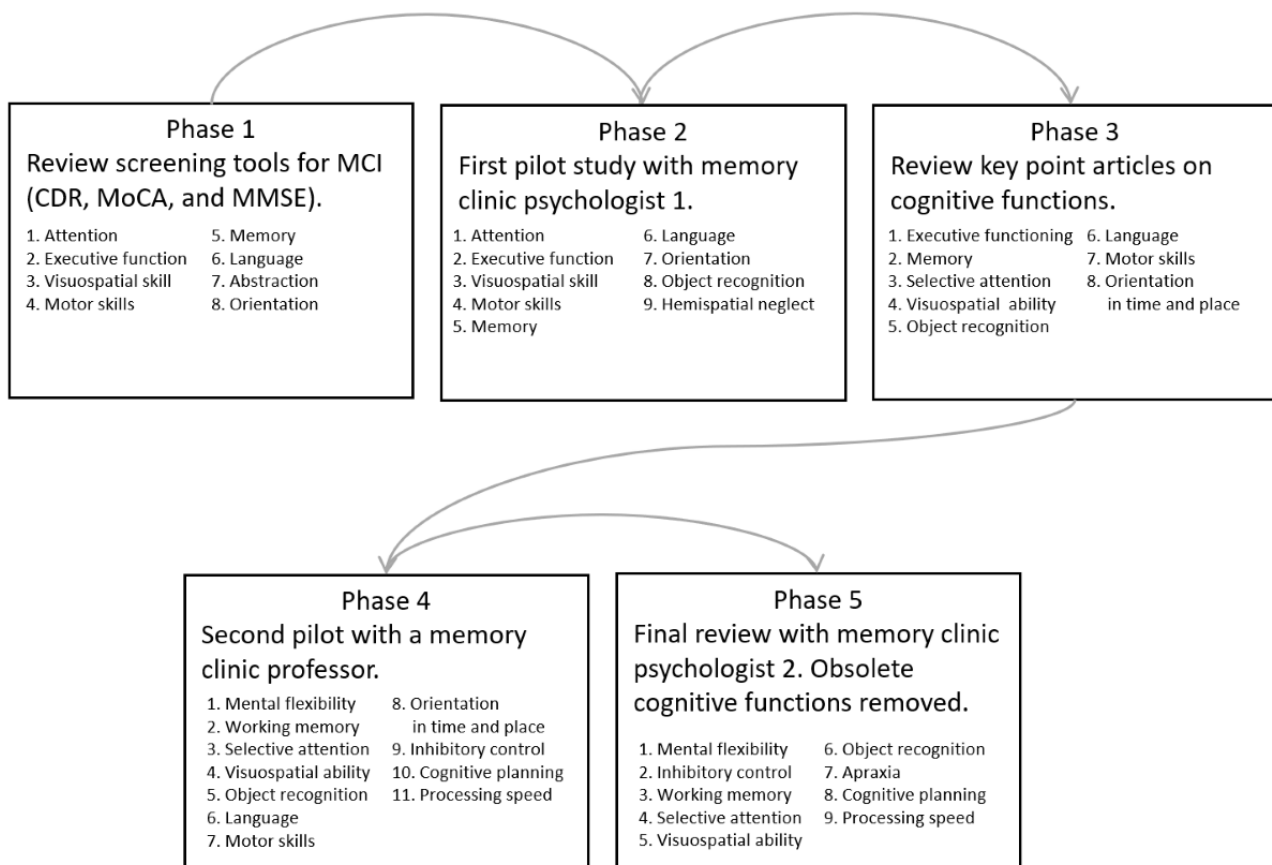 Phase 1
Review screening tools for MCI
(CDR, MoCA, and MMSE).
1. Attention
2. Executive function
3. Visuospatial skill
4. Motor skills
5. Memory
6. Language
7. Abstraction
8. Orientation
Phase 2
First pilot study with memory
clinic psychologist 1.
1. Attention
2. Executive function
3. Visuospatial skill
4. Motor skills
5. Memory
6. Language
7. Orientation
8. Object recognition
9. Hemispatial neglect
Phase 3
Review key point articles on
cognitive functions.
1. Executive functioning
2. Memory
3. Selective attention
4. Visuospatial ability
5. Object recognition
6. Language
7. Motor skills
8. Orientation
in time and place
Phase 4
Second pilot with a memory
clinic professor.
1. Mental flexibility
2. Working memory
3. Selective attention
4. Visuospatial ability
5. Object recognition
6. Language
7. Motor skills
8. Orientation
in time and place
9. Inhibitory control
10. Cognitive planning
11. Processing speed
Phase 5
Final review with memory clinic
psychologist 2. Obsolete
cognitive functions removed.
1. Mental flexibility
2. Inhibitory control
3. Working memory
4. Selective attention
5. Visuospatial ability
6. Object recognition
7. Apraxia
8. Cognitive planning
9. Processing speed